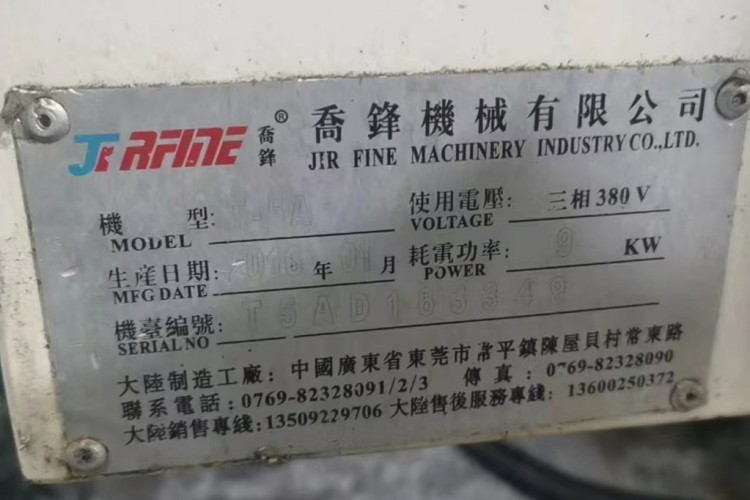 JIRFINE 喬鋒 ® 喬鋒機械有限公司
JIR FINE MACHINERY INDUSTRY CO.,LTD.
機 型: 使用電壓: 三相 380 V
MODEL VOLTAGE
生産日期: 2016 年 01 月 耗電功率: 9 KW
MFG DATE POWER
機臺編號: T5AD163349
SERIAL NO
大陸制造工廠: 中國廣東省東莞市常平鎮陳屋貝村常東路
聯系電話: 0769-82328091/2/3 傳真: 0769-82328090
大陸銷售專綫: 13509229706 大陸售後服務專綫: 13600250372